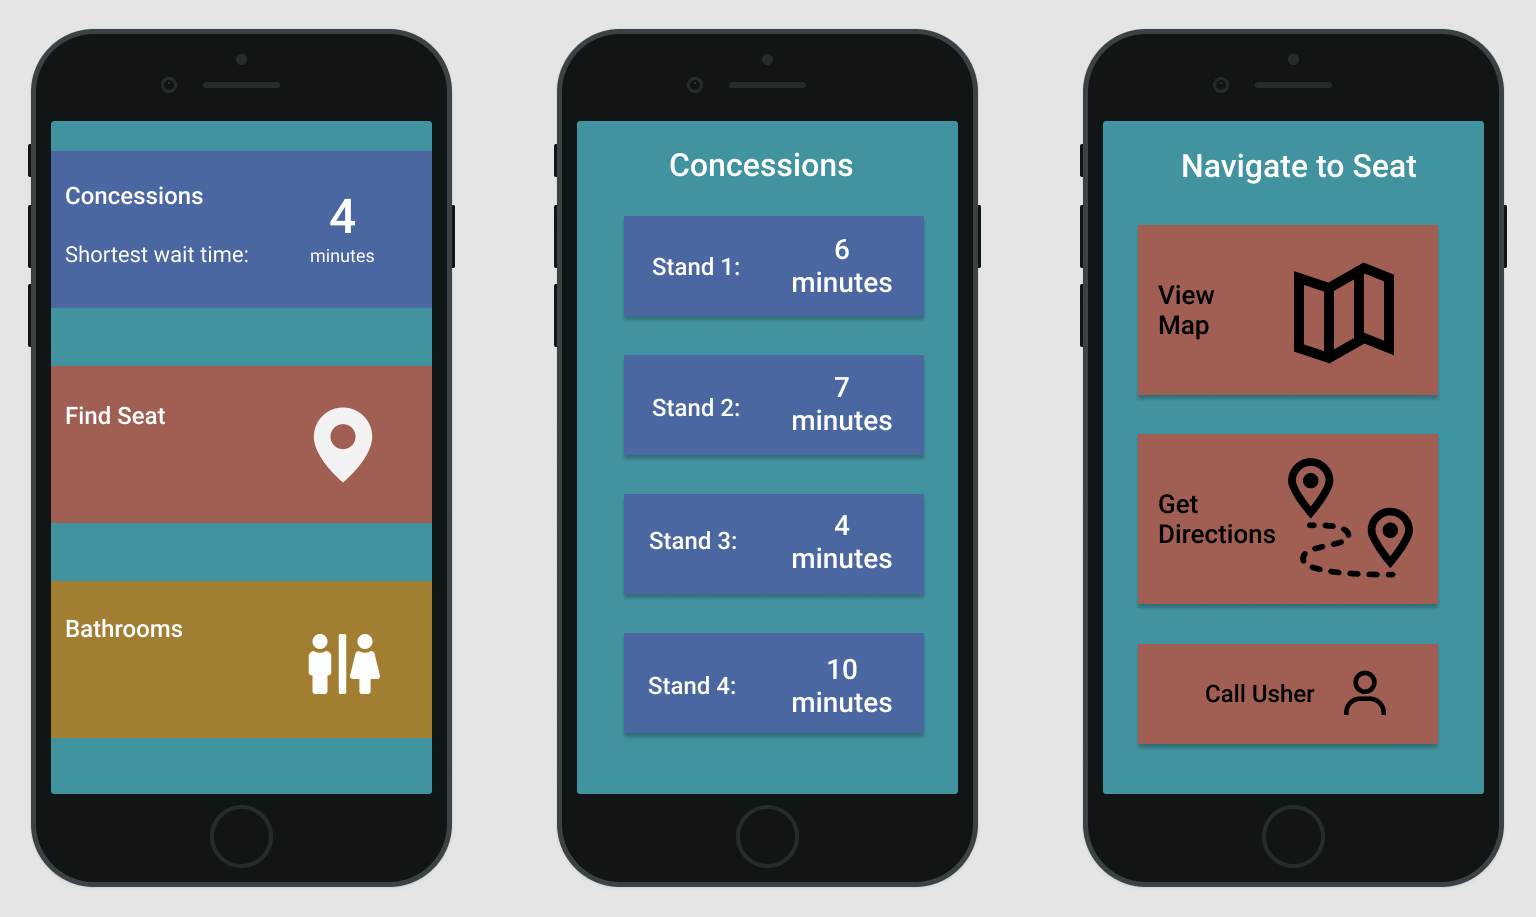 Concessions
4
Shortest wait time:
minutes
Find Seat
Bathrooms
Concessions
Stand 1:
6
minutes
Stand 2:
7
minutes
Stand 3:
4
minutes
Stand 4:
10
minutes
Navigate to Seat
View
Map
Get
Directions
Call Usher